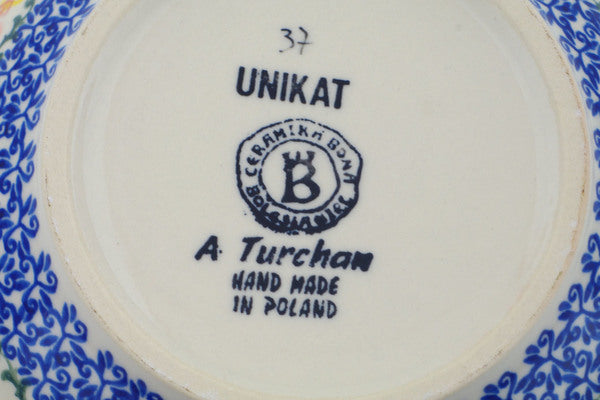 37
UNIKAT
CERAMIKA BONA
B
BOLESŁAWIEC
A Turchan
HAND MADE
IN POLAND